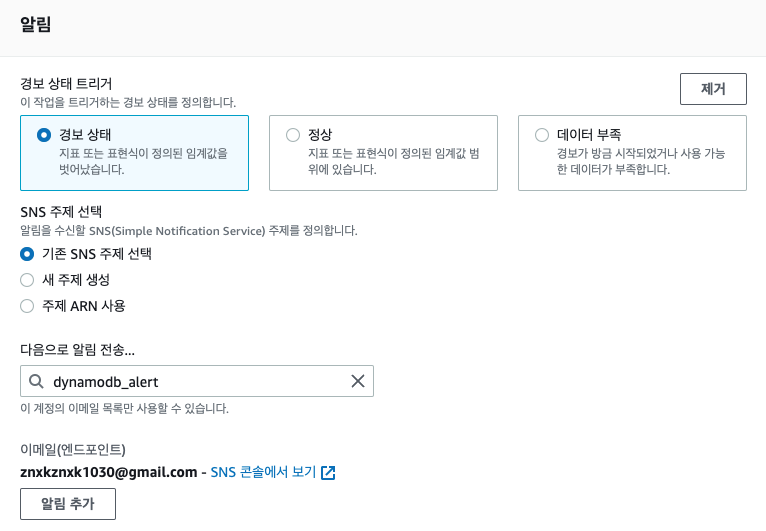 알림
경보 상태 트리거
이 작업을 트리거하는 경보 상태를 정의합니다.
제거
경보 상태
지표 또는 표현식이 정의된 임계값을
벗어났습니다.
정상
지표 또는 표현식이 정의된 임계값 범
위에 있습니다.
데이터 부족
경보가 방금 시작되었거나 사용 가능
한 데이터가 부족합니다.
SNS 주제 선택
알림을 수신할 SNS(Simple Notification Service) 주제를 정의합니다.
기존 SNS 주제 선택
새 주제 생성
주제 ARN 사용
다음으로 알림 전송...
dynamodb_alert
이 계정의 이메일 목록만 사용할 수 있습니다.
이메일(엔드포인트)
znxkznxk1030@gmail.com - SNS 콘솔에서 보기
알림 추가